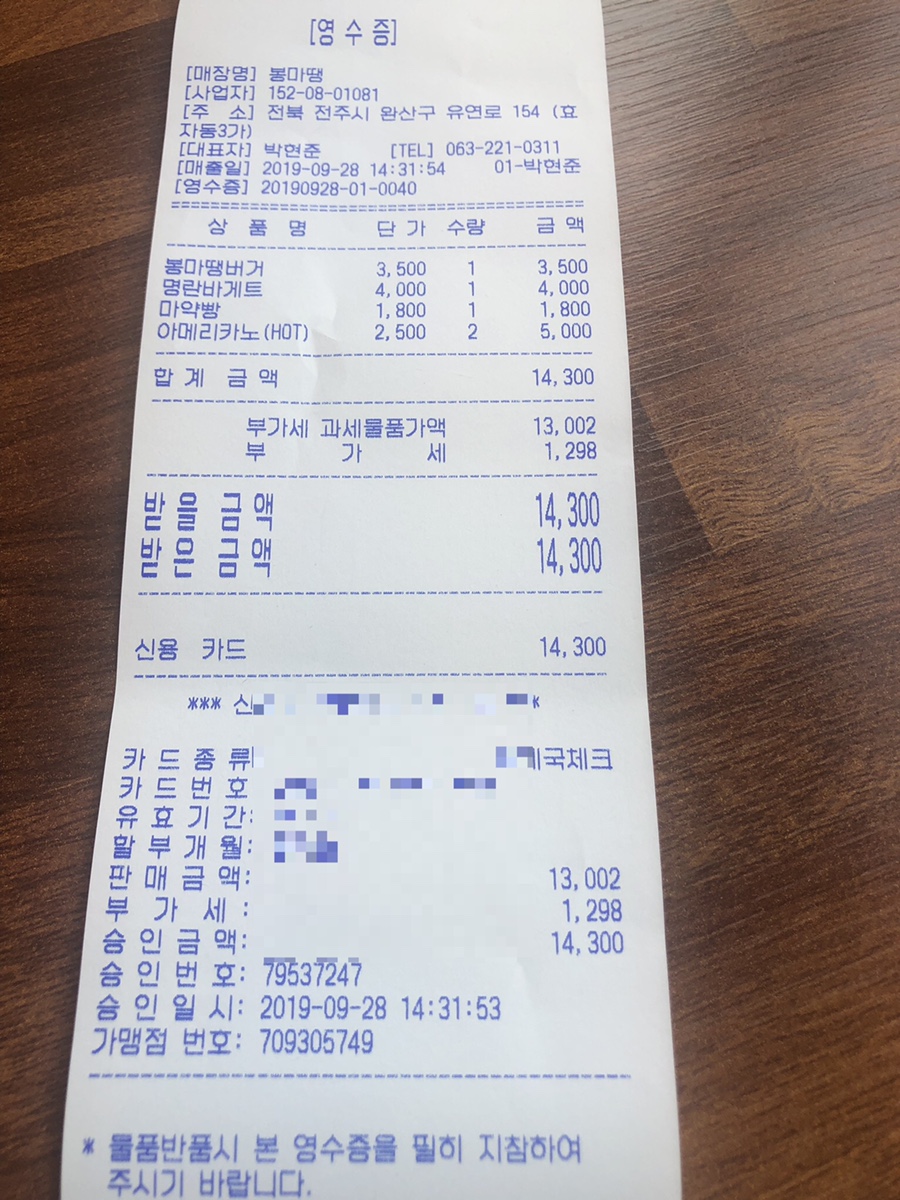 [영 수 증]
[매장명] 봉마땡
[사업자] 152-08-01081
[주 소] 전북 전주시 완산구 유연로 154 (효
자동3가)
[대표자] 박현준 [TEL] 063-221-0311
[매출일] 2019-09-28 14:31:54 01-박현준
[영수증] 20190928-01-0040
상 품 명 단 가 수량 금 액
봉마땡버거 3,500 1 3,500
명란바게트 4,000 1 4,000
마약빵 1,800 1 1,800
아메리카노(HOT) 2,500 2 5,000
합 계 금 액 14,300
부가세 과세물품가액 13,002
부 가 세 1,298
받 을 금 액 14,300
받 은 금 액 14,300
신용 카드 14,300
*** 신 *
카 드 종 류 국체크
카 드 번 호
유 효 기 간:
할 부 개 월:
판 매 금 액: 13,002
부 가 세 : 1,298
승 인 금 액: 14,300
승 인 번 호: 79537247
승 인 일 시: 2019-09-28 14:31:53
가맹점 번호: 709305749
* 물품반품시 본 영수증을 필히 지참하여
주시기 바랍니다.